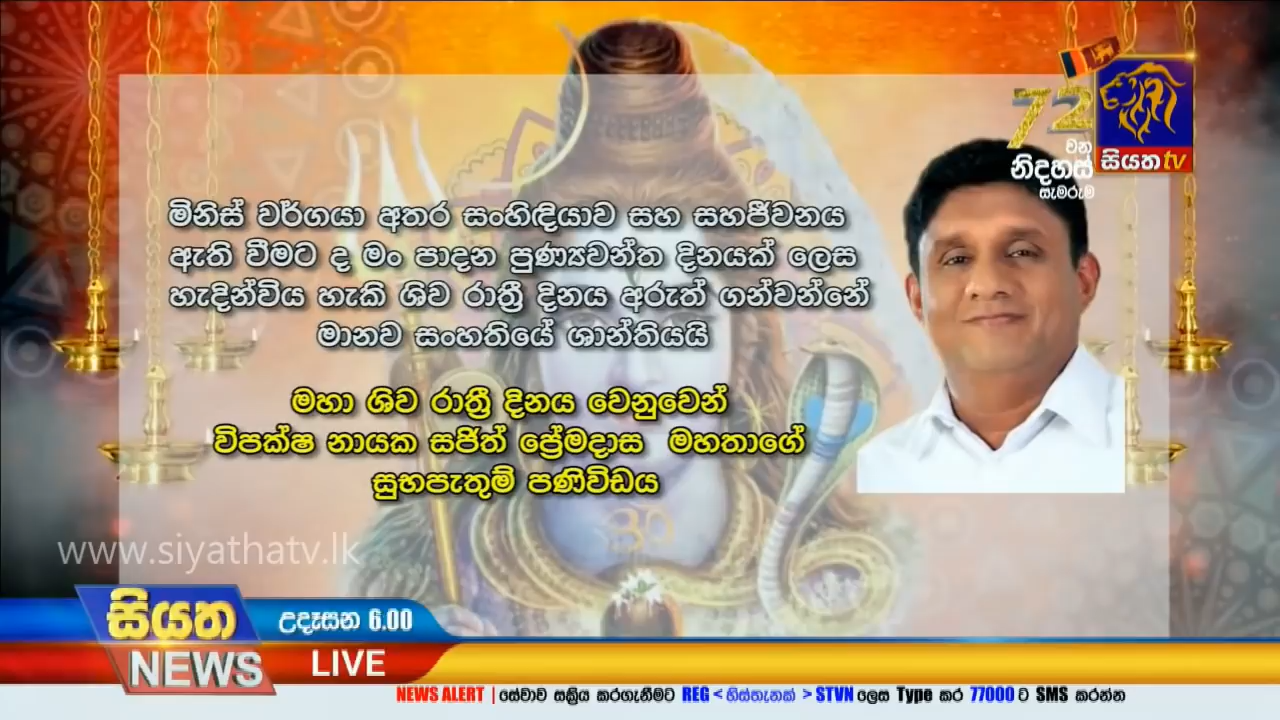 72
වන
නිදහස්
සැමරුම
සියත tv
මිනිස් වර්ගයා අතර සංහිඳියාව සහ සහජීවනය
ඇති වීමට ද මං පාදන පුණ්‍යවන්ත දිනයක් ලෙස
හැඳින්විය හැකි ශිව රාත්‍රී දිනය අරුත් ගන්වන්නේ
මානව සංහතියේ ශාන්තියයි
මහා ශිව රාත්‍රී දිනය වෙනුවෙන්
විපක්ෂ නායක සජිත් ප්‍රේමදාස මහතාගේ
සුභපැතුම් පණිවිඩය
www.siyathatv.lk
සියත
NEWS
උදෑසන 6.00
LIVE
NEWS ALERT | සේවාව සක්‍රිය කරගැනීමට REG < හිස්තැනක් > STVN ලෙස Type කර 77000 ට SMS කරන්න